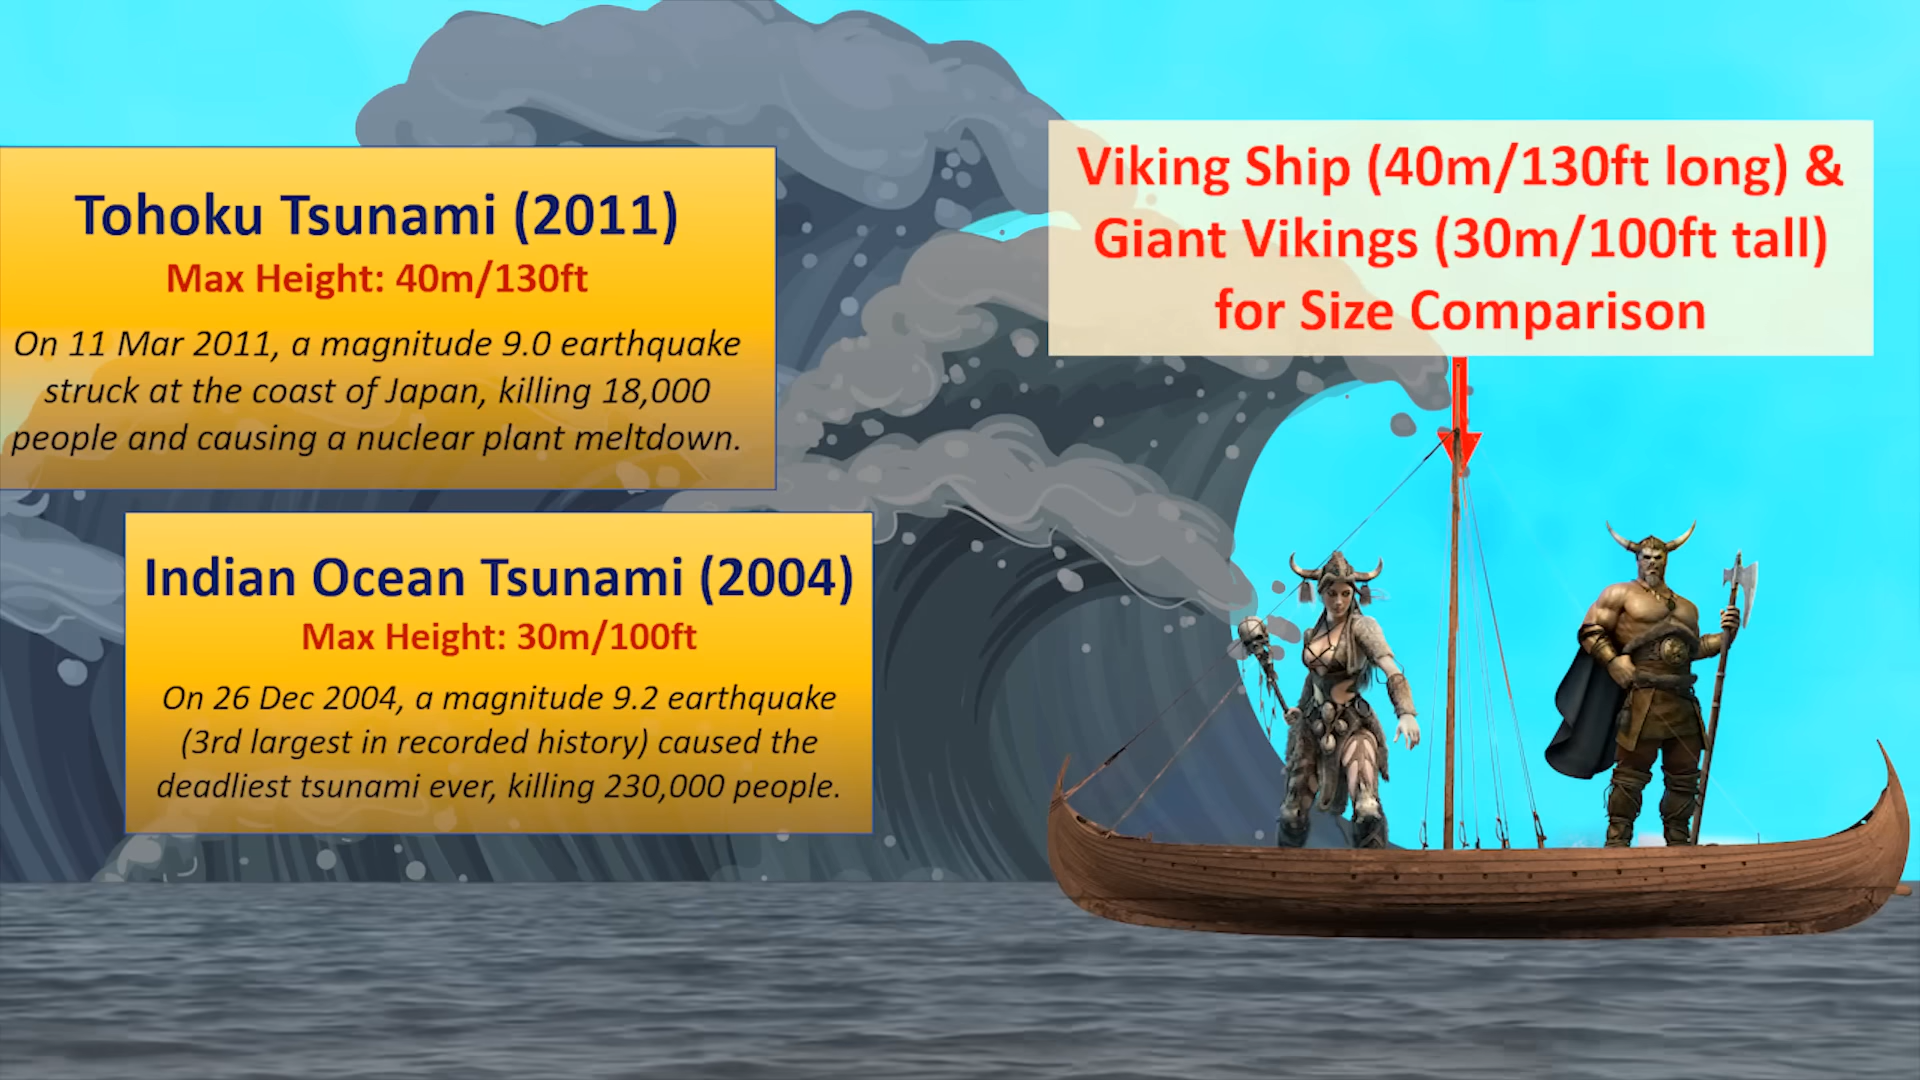 Tohoku Tsunami (2011)
Max Height: 40m/130ft
On 11 Mar 2011, a magnitude 9.0 earthquake
struck at the coast of Japan, killing 18,000
people and causing a nuclear plant meltdown.
Indian Ocean Tsunami (2004)
Max Height: 30m/100ft
On 26 Dec 2004, a magnitude 9.2 earthquake
(3rd largest in recorded history) caused the
deadliest tsunami ever, killing 230,000 people.
Viking Ship (40m/130ft long) &
Giant Vikings (30m/100ft tall)
for Size Comparison